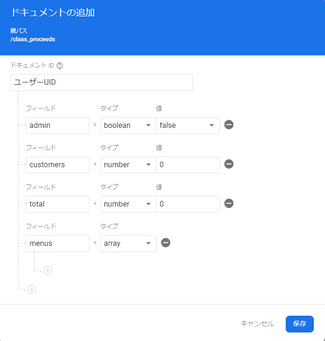 ドキュメントの追加
親パス
/class_proceeds
ドキュメント ID
ユーザーUID
フィールド タイプ 値
admin = boolean false
フィールド タイプ 値
customers = number 0
フィールド タイプ 値
total = number 0
フィールド タイプ
menus = array
キャンセル 保存